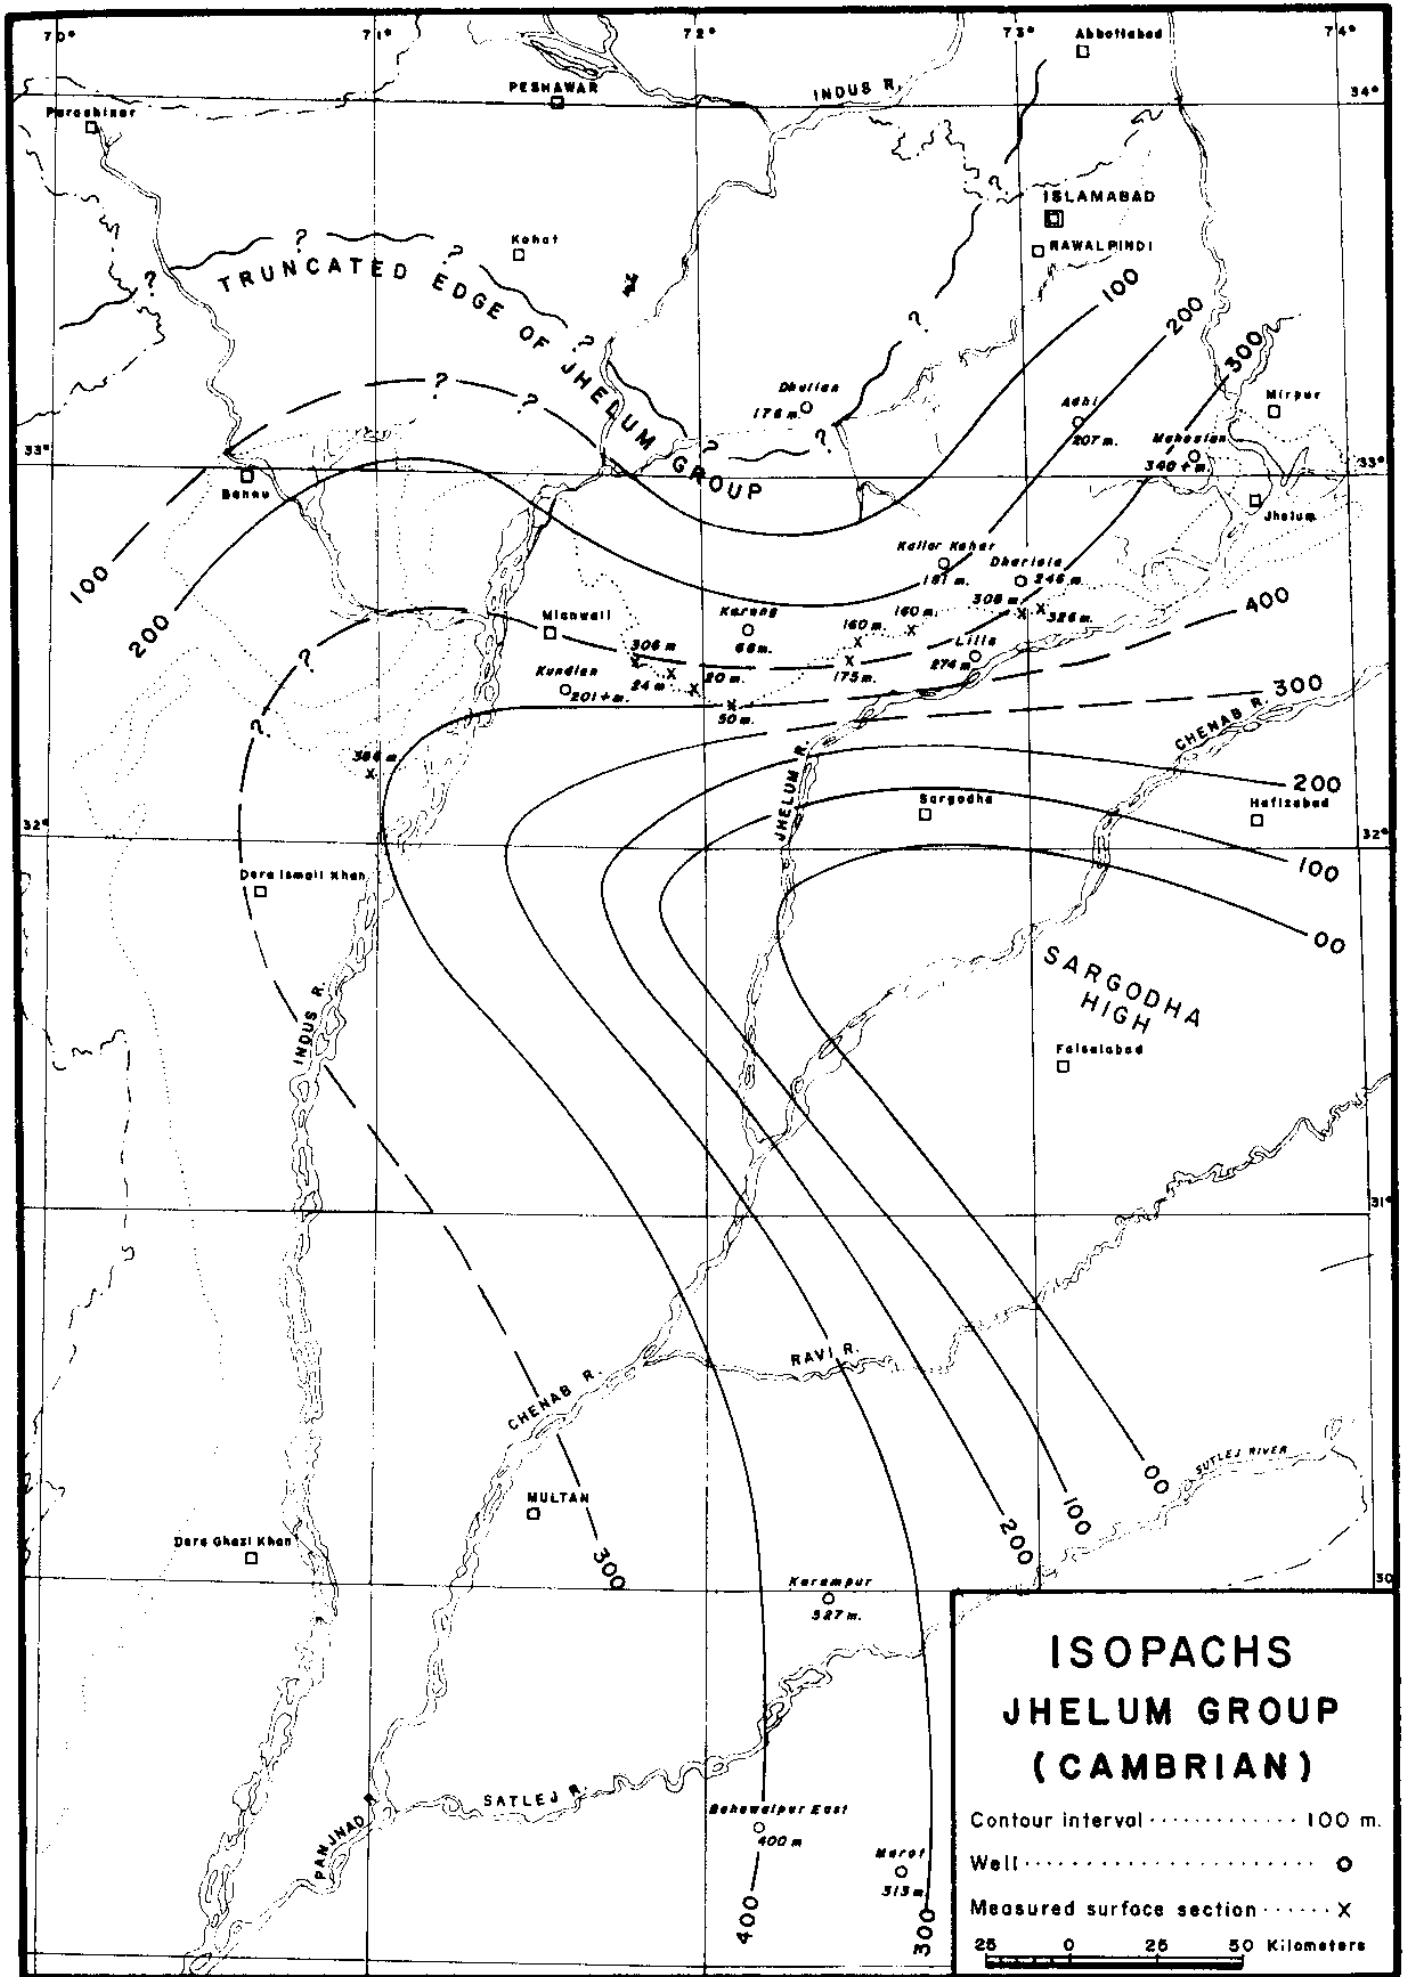 70°
71°
72°
73°
74°
Abbottabad
PESHAWAR
INDUS R.
34°
Parachinar
ISLAMABAD
RAWALPINDI
Kohat
?
?
?
?
?
?
TRUNCATED EDGE OF JHELUM GROUP
100
200
300
?
?
?
?
?
Dhulian
176 m.
Adhi
207 m.
Mirpur
Mahesian
340 + m.
33°
33°
Bannu
Jhelum
100
200
Kallar Kahar
181 m.
Dhariala
246 m.
308 m.
326 m.
400
Mianwali
Karang
66 m.
160 m.
160 m.
Lilla
274 m.
306 m
24 m
20 m.
175 m.
Kundian
201 + m.
50 m.
300
CHENAB R.
?
?
JHELUM R.
200
Sargodha
Hafizabad
32°
32°
100
Dera Ismail Khan
00
SARGODHA
HIGH
INDUS R.
Faisalabad
31°
RAVI R.
CHENAB R.
SUTLEJ RIVER
00
100
200
300
MULTAN
Dera Ghazi Khan
30
Karampur
SATLEJ R.
PANJNAD R.
Bahawalpur East
400 m
Marot
313 m
400
300
ISOPACHS
JHELUM GROUP
(CAMBRIAN)
Contour interval ............. 100 m.
Well ...................... O
Measured surface section ...... X
25 0 25 50 Kilometers